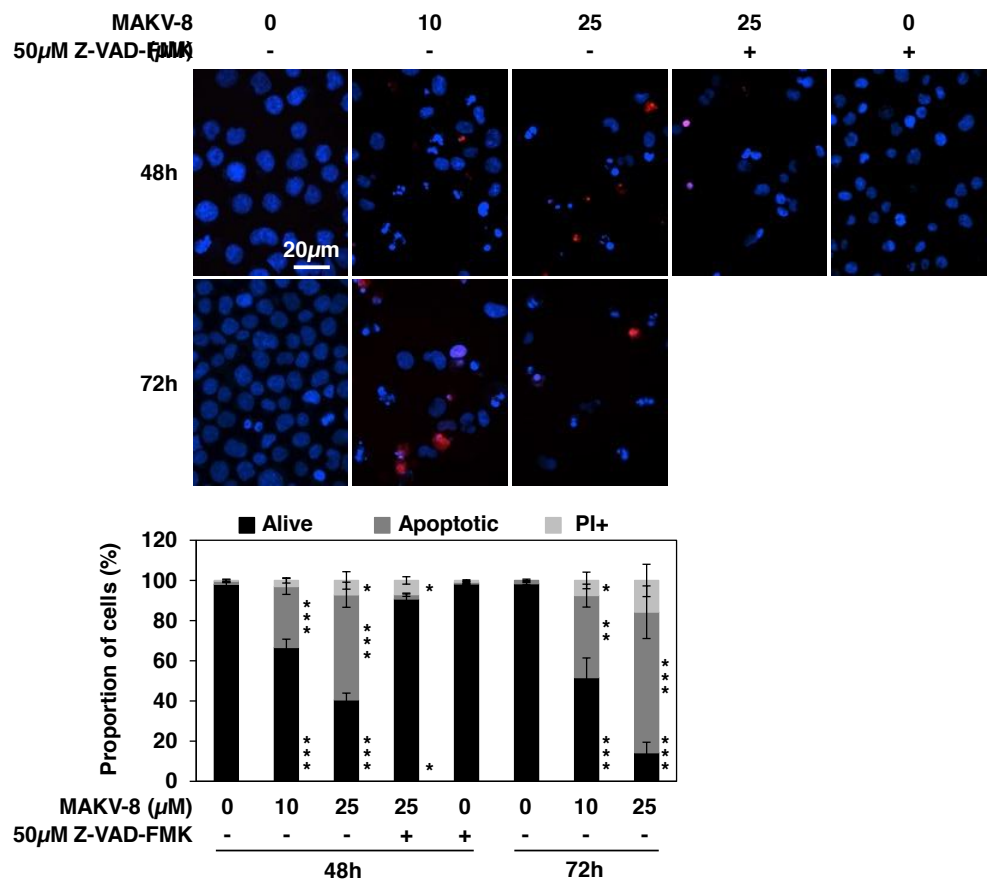 MAKV-8 (µM) 0 10 25 25 0
50µM Z-VAD-FMK - - - + +
48h
20µm
72h
Alive Apoptotic PI+
Proportion of cells (%)
120
100
80
60
40
20
0
* * * * * * * * * * * * * * * * * * * * * * * * *
MAKV-8 (µM) 0 10 25 25 0 0 10 25
50µM Z-VAD-FMK - - - + + - - -
48h 72h